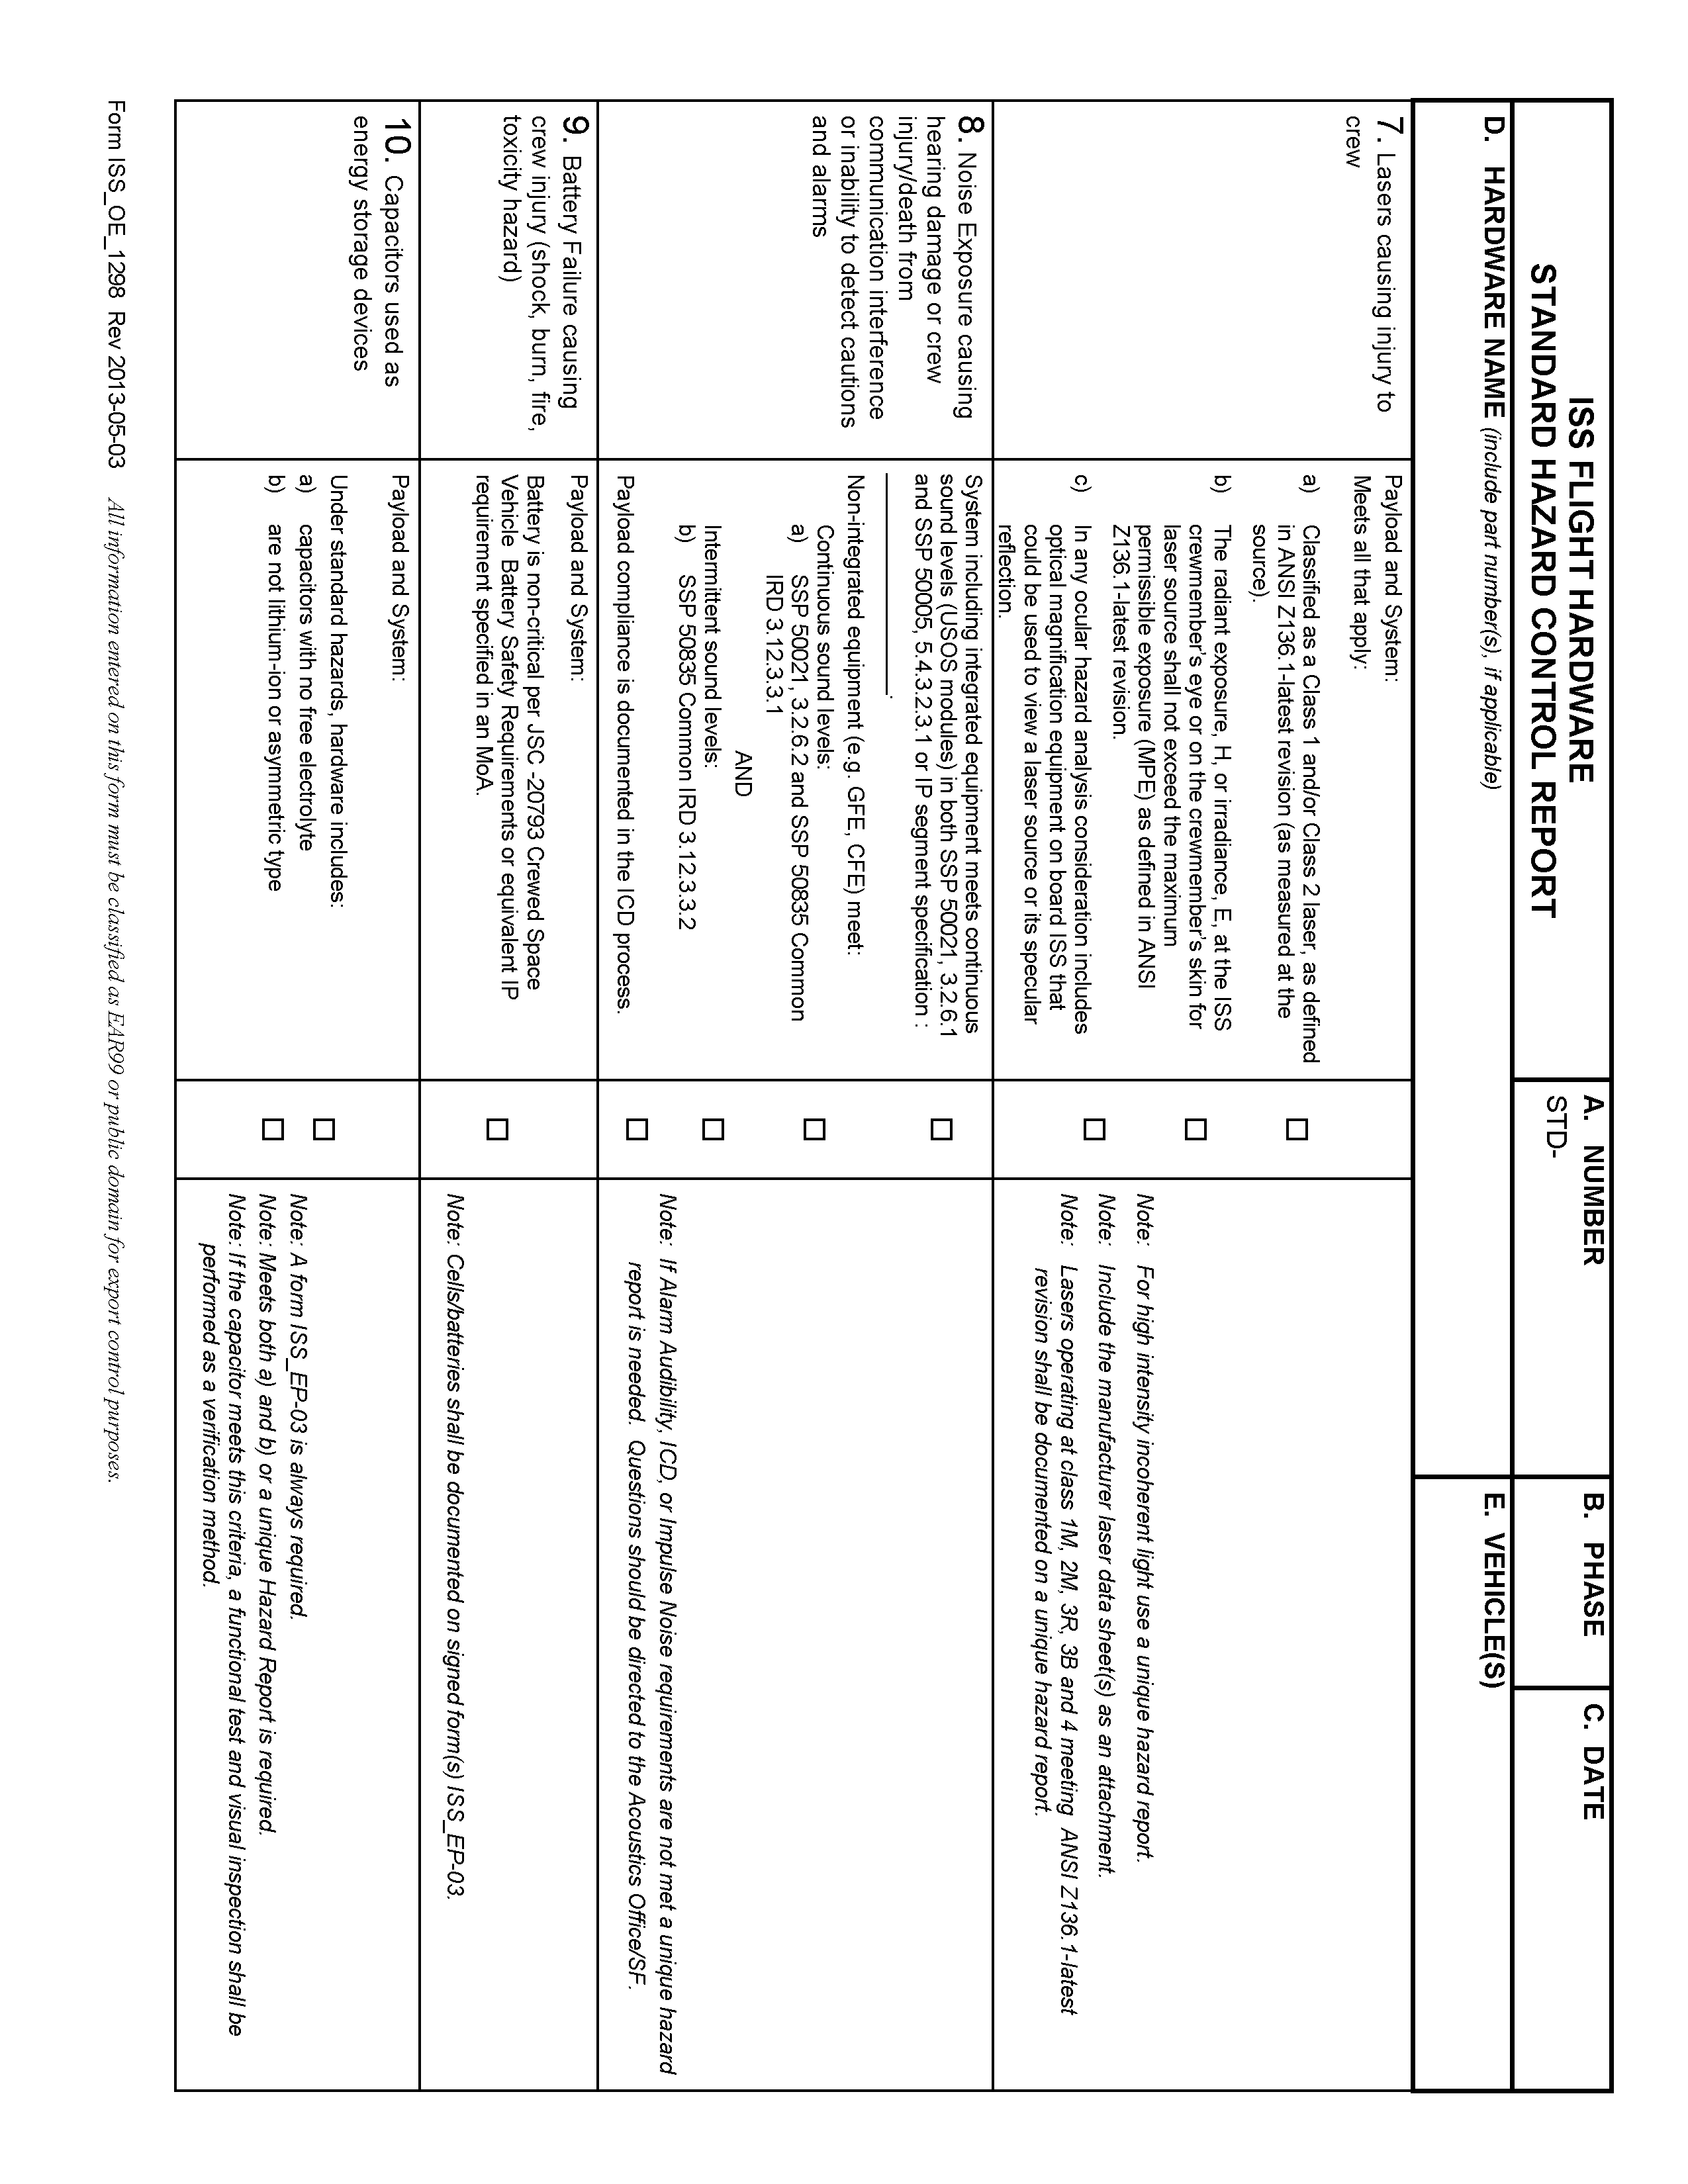 ISS FLIGHT HARDWARE
STANDARD HAZARD CONTROL REPORT
A. NUMBER
STD-
B. PHASE
C. DATE
D. HARDWARE NAME (include part number(s), if applicable)
E. VEHICLE(S)
7. Lasers causing injury to
crew
Payload and System:
Meets all that apply:
a) Classified as a Class 1 and/or Class 2 laser, as defined
in ANSI Z136.1-latest revision (as measured at the
source).
b) The radiant exposure, H, or irradiance, E, at the ISS
crewmember's eye or on the crewmember's skin for
laser source shall not exceed the maximum
permissible exposure (MPE) as defined in ANSI
Z136.1-latest revision.
c) In any ocular hazard analysis consideration includes
optical magnification equipment on board ISS that
could be used to view a laser source or its specular
reflection.
☐
☐
☐
Note: For high intensity incoherent light use a unique hazard report.
Note: Include the manufacturer laser data sheet(s) as an attachment.
Note: Lasers operating at class 1M, 2M, 3R, 3B and 4 meeting ANSI Z136.1-latest
revision shall be documented on a unique hazard report.
8. Noise Exposure causing
hearing damage or crew
injury/death from
communication interference
or inability to detect cautions
and alarms
System including integrated equipment meets continuous
sound levels (USOS modules) in both SSP 50021, 3.2.6.1
and SSP 50005, 5.4.3.2.3.1 or IP segment specification :
__________________.
Non-integrated equipment (e.g. GFE, CFE) meet:
Continuous sound levels:
a) SSP 50021, 3.2.6.2 and SSP 50835 Common
IRD 3.12.3.3.1
AND
Intermittent sound levels:
b) SSP 50835 Common IRD 3.12.3.3.2
Payload compliance is documented in the ICD process.
☐
☐
☐
☐
Note: If Alarm Audibility, ICD, or Impulse Noise requirements are not met a unique hazard
report is needed. Questions should be directed to the Acoustics Office/SF.
9. Battery Failure causing
crew injury (shock, burn, fire,
toxicity hazard)
Payload and System:
Battery is non-critical per JSC -20793 Crewed Space
Vehicle Battery Safety Requirements or equivalent IP
requirement specified in an MoA.
☐
Note: Cells/batteries shall be documented on signed form(s) ISS_EP-03.
10. Capacitors used as
energy storage devices
Payload and System:
Under standard hazards, hardware includes:
a) capacitors with no free electrolyte
b) are not lithium-ion or asymmetric type
☐
☐
Note: A form ISS_EP-03 is always required.
Note: Meets both a) and b) or a unique Hazard Report is required.
Note: If the capacitor meets this criteria, a functional test and visual inspection shall be
performed as a verification method.
Form ISS_OE_1298 Rev 2013-05-03 All information entered on this form must be classified as EAR99 or public domain for export control purposes.